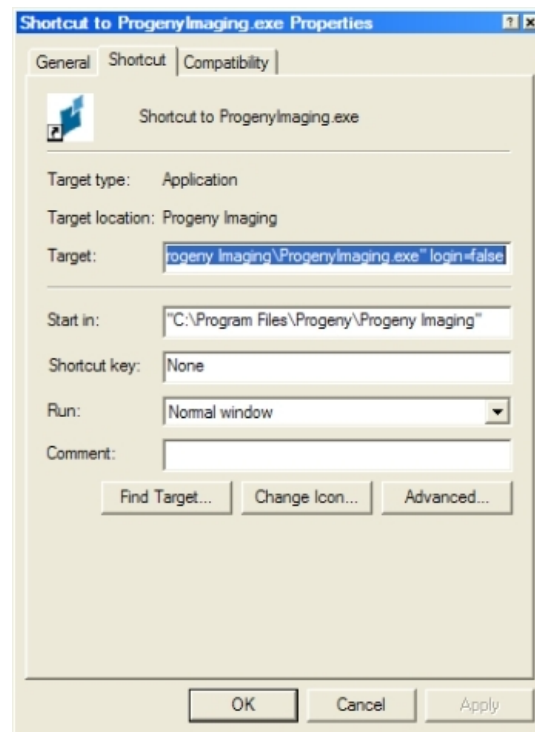 Shortcut to ProgenyImaging.exe Properties
General Shortcut Compatibility
Shortcut to ProgenyImaging.exe
Target type: Application
Target location: Progeny Imaging
Target: rogeny Imaging\ProgenyImaging.exe" login=false
Start in: "C:\Program Files\Progeny\Progeny Imaging"
Shortcut key: None
Run: Normal window
Comment:
Find Target... Change Icon... Advanced...
OK Cancel Apply